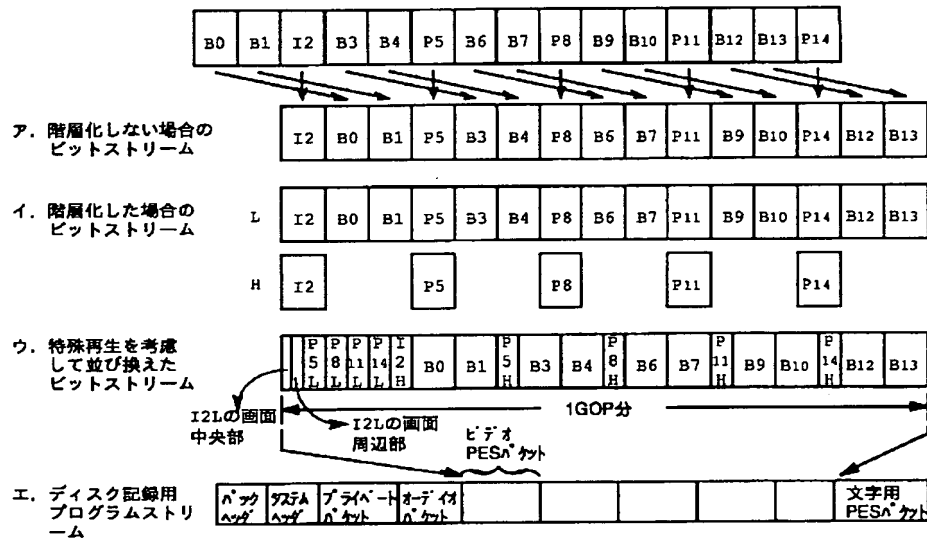 B0 B1 I2 B3 B4 P5 B6 B7 P8 B9 B10 P11 B12 B13 P14
ア. 階層化しない場合の
ビットストリーム
I2 B0 B1 P5 B3 B4 P8 B6 B7 P11 B9 B10 P14 B12 B13
イ. 階層化した場合の
ビットストリーム
L
I2 B0 B1 P5 B3 B4 P8 B6 B7 P11 B9 B10 P14 B12 B13
H
I2 P5 P8 P11 P14
ウ. 特殊再生を考慮
して並び換えた
ビットストリーム
P5L P8L P11L P14L I2H B0 B1 P5H B3 B4 P8H B6 B7 P11H B9 B10 P14H B12 B13
I2Lの画面
中央部
I2Lの画面
周辺部
1GOP分
ビデオ
PESパケット
エ. ディスク記録用
プログラムストリ
ーム
パック
ヘッダ
システム
ヘッダ
プライベート
パケット
オーディオ
パケット
文字用
PESパケット